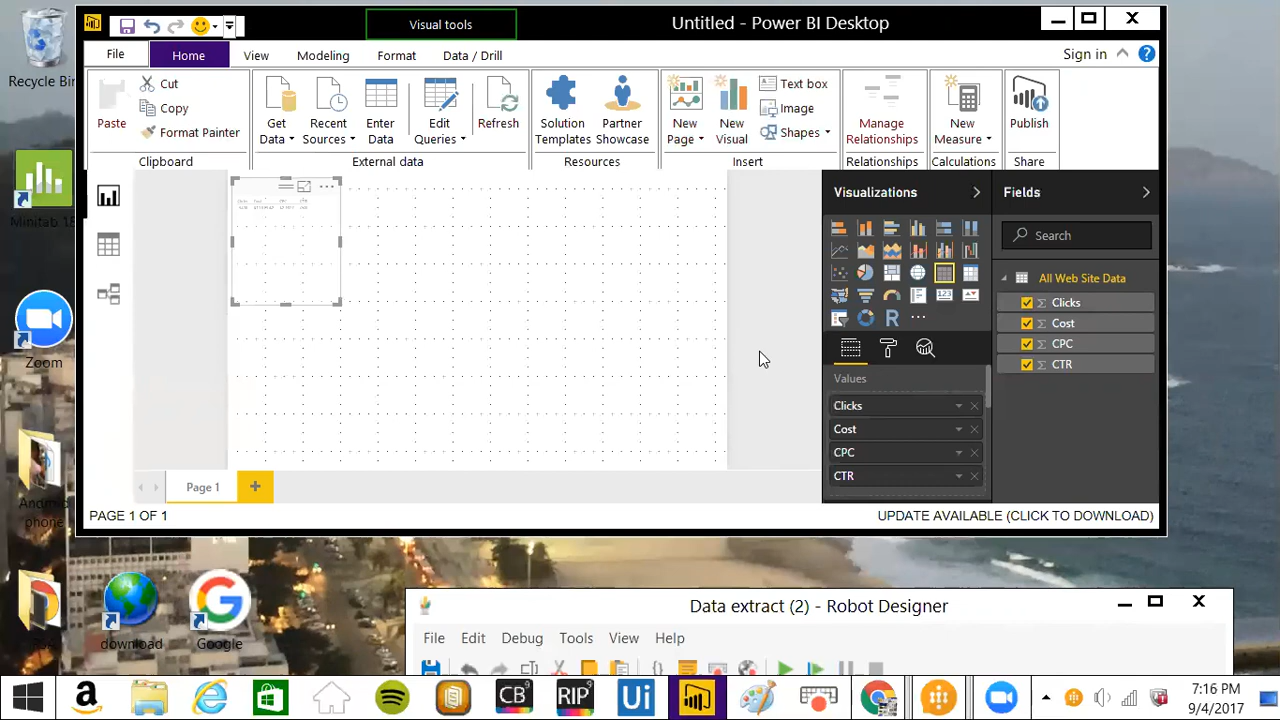 Visual tools
Untitled - Power BI Desktop
File
Home
View
Modeling
Format
Data / Drill
Sign in
Paste
Cut
Copy
Format Painter
Clipboard
Get Data
Recent Sources
Enter Data
Edit Queries
Refresh
External data
Solution Templates
Partner Showcase
Resources
New Page
New Visual
Text box
Image
Shapes
Insert
Manage Relationships
Relationships
New Measure
Calculations
Publish
Share
Visualizations
Fields
Search
All Web Site Data
Clicks
Cost
CPC
CTR
123
R
Values
Clicks
Cost
CPC
CTR
Page 1
PAGE 1 OF 1
UPDATE AVAILABLE (CLICK TO DOWNLOAD)
Recycle Bin
Zoom
phone
download
Google
Data extract (2) - Robot Designer
File
Edit
Debug
Tools
View
Help
CB
RIP
Ui
7:16 PM
9/4/2017